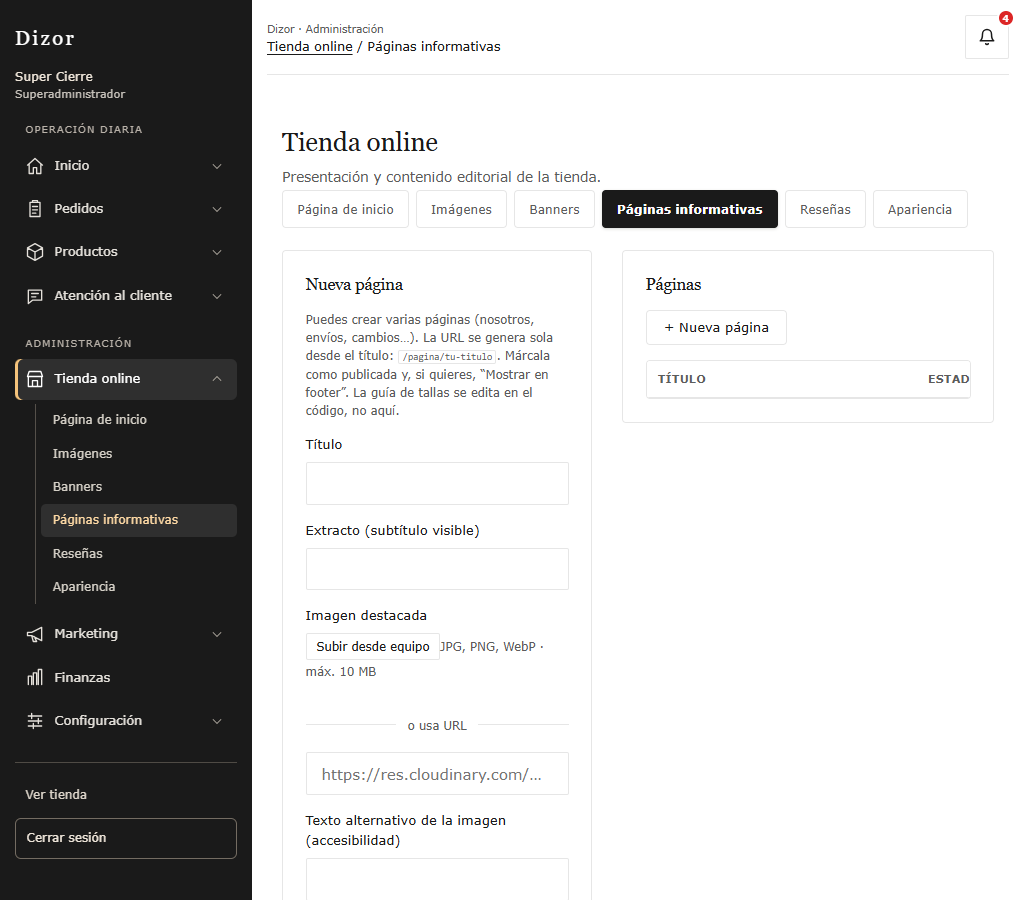 Dizor
Super Cierre
Superadministrador
OPERACIÓN DIARIA
Inicio
Pedidos
Productos
Atención al cliente
ADMINISTRACIÓN
Tienda online
Página de inicio
Imágenes
Banners
Páginas informativas
Reseñas
Apariencia
Marketing
Finanzas
Configuración
Ver tienda
Cerrar sesión
Dizor · Administración
Tienda online / Páginas informativas
4
Tienda online
Presentación y contenido editorial de la tienda.
Página de inicio Imágenes Banners Páginas informativas Reseñas Apariencia
Nueva página
Puedes crear varias páginas (nosotros,
envíos, cambios…). La URL se genera sola
desde el título: /pagina/tu-titulo. Márcala
como publicada y, si quieres, “Mostrar en
footer”. La guía de tallas se edita en el
código, no aquí.
Título
Extracto (subtítulo visible)
Imagen destacada
Subir desde equipo JPG, PNG, WebP ·
máx. 10 MB
o usa URL
https://res.cloudinary.com/...
Texto alternativo de la imagen
(accesibilidad)
Páginas
+ Nueva página
TÍTULO ESTAD